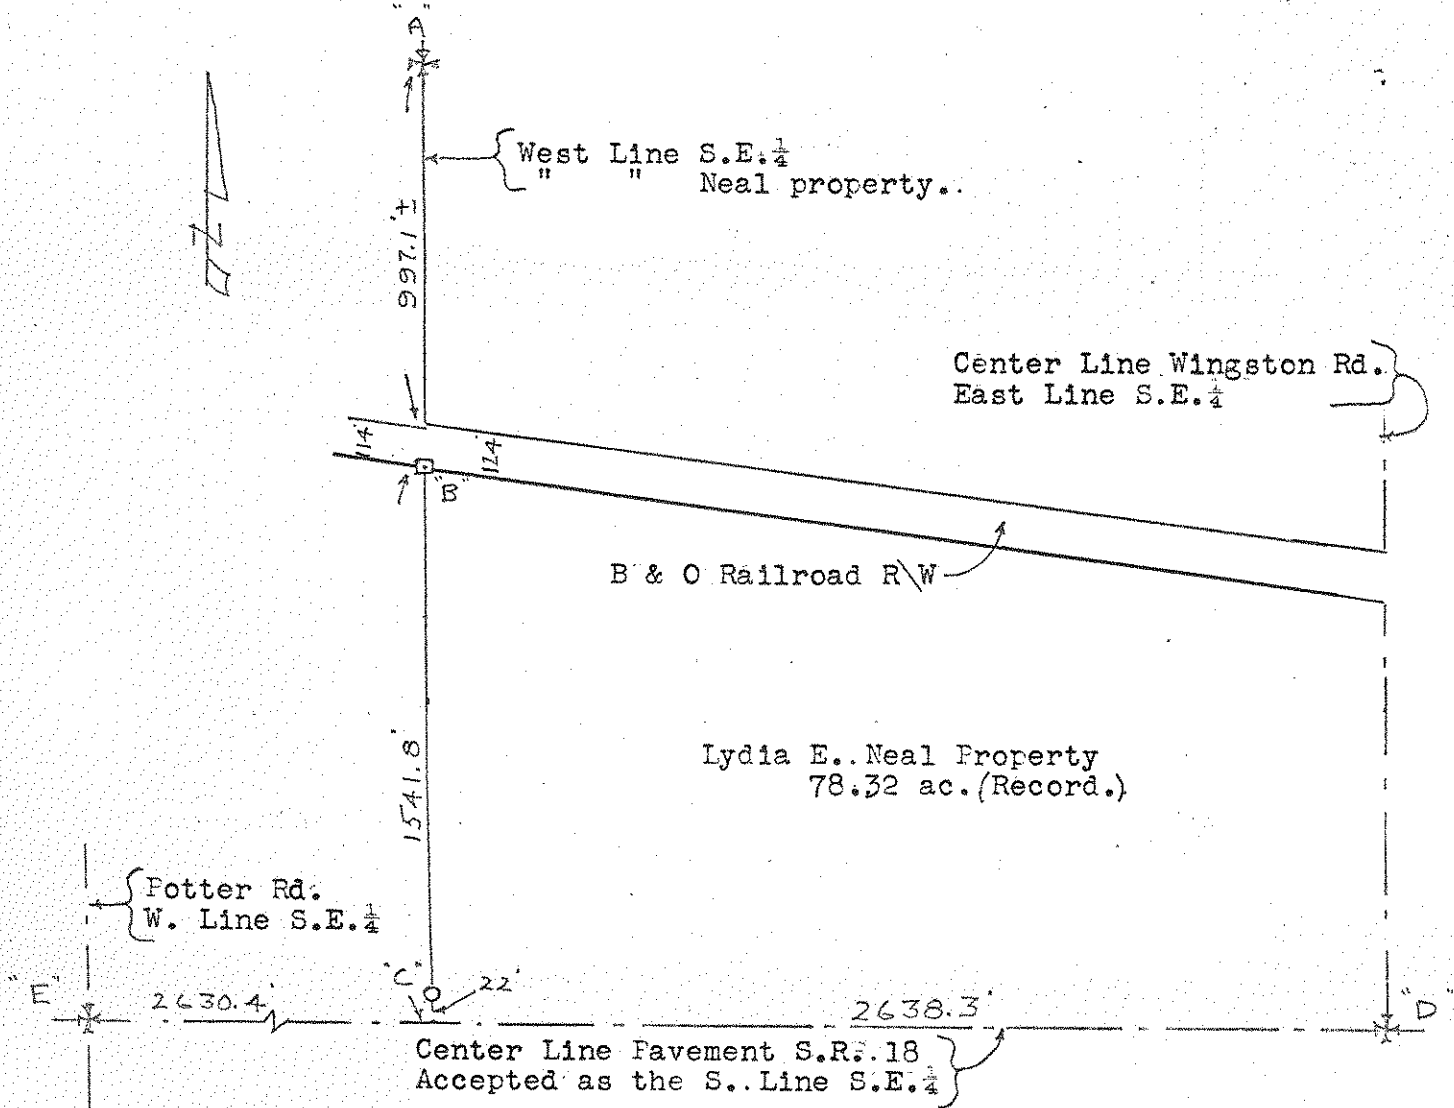 "A"
West Line S.E.¼
" " Neal property..
997.1'±
Center Line Wingston Rd.
East Line S.E.¼
114'
124'
"B"
B & O Railroad R\W
1541.8'
Lydia E.. Neal Property
78.32 ac.(Record.)
Potter Rd.
W. Line S.E.¼
"C"
22'
"E"
2630.4'
2638.3'
"D"
Center Line Pavement S.R..18
Accepted as the S.. Line S.E.¼